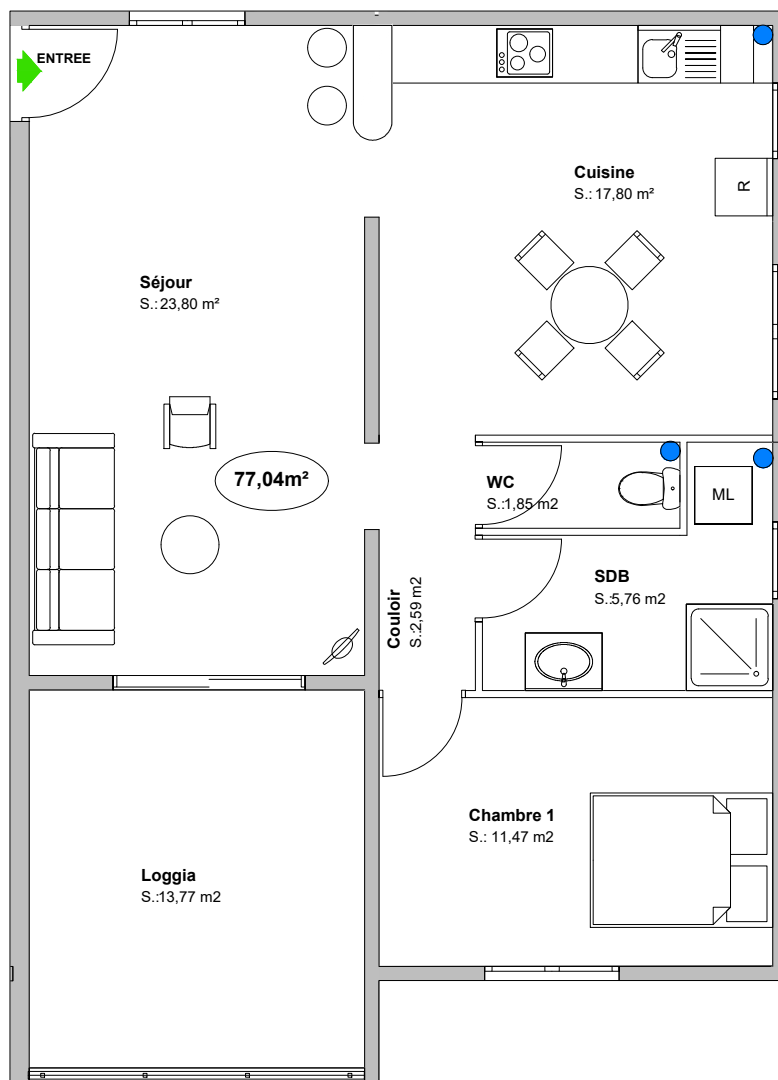 ENTREE
Cuisine
S.: 17,80 m²
R
Séjour
S.: 23,80 m²
77,04m²
WC
S.:1,85 m2
ML
SDB
S.:5,76 m2
Couloir
S.:2,59 m2
Chambre 1
S.: 11,47 m2
Loggia
S.:13,77 m2